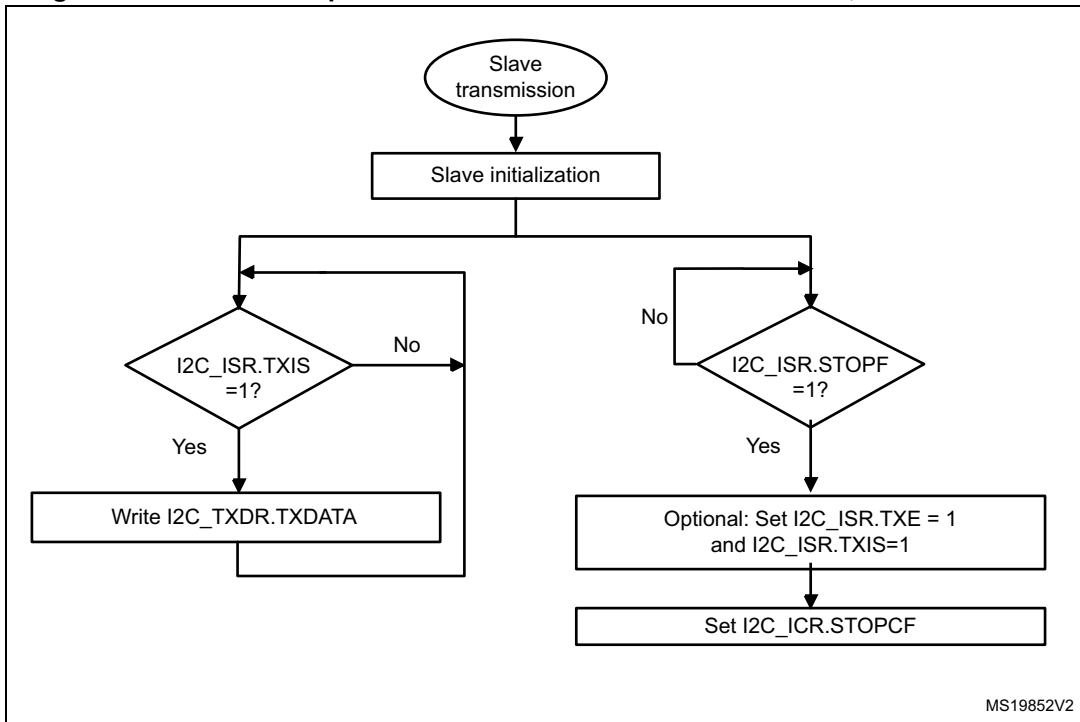 Slave
transmission
Slave initialization
I2C_ISR.TXIS
=1?
No
Yes
Write I2C_TXDR.TXDATA
No
I2C_ISR.STOPF
=1?
Yes
Optional: Set I2C_ISR.TXE = 1
and I2C_ISR.TXIS=1
Set I2C_ICR.STOPCF
MS19852V2